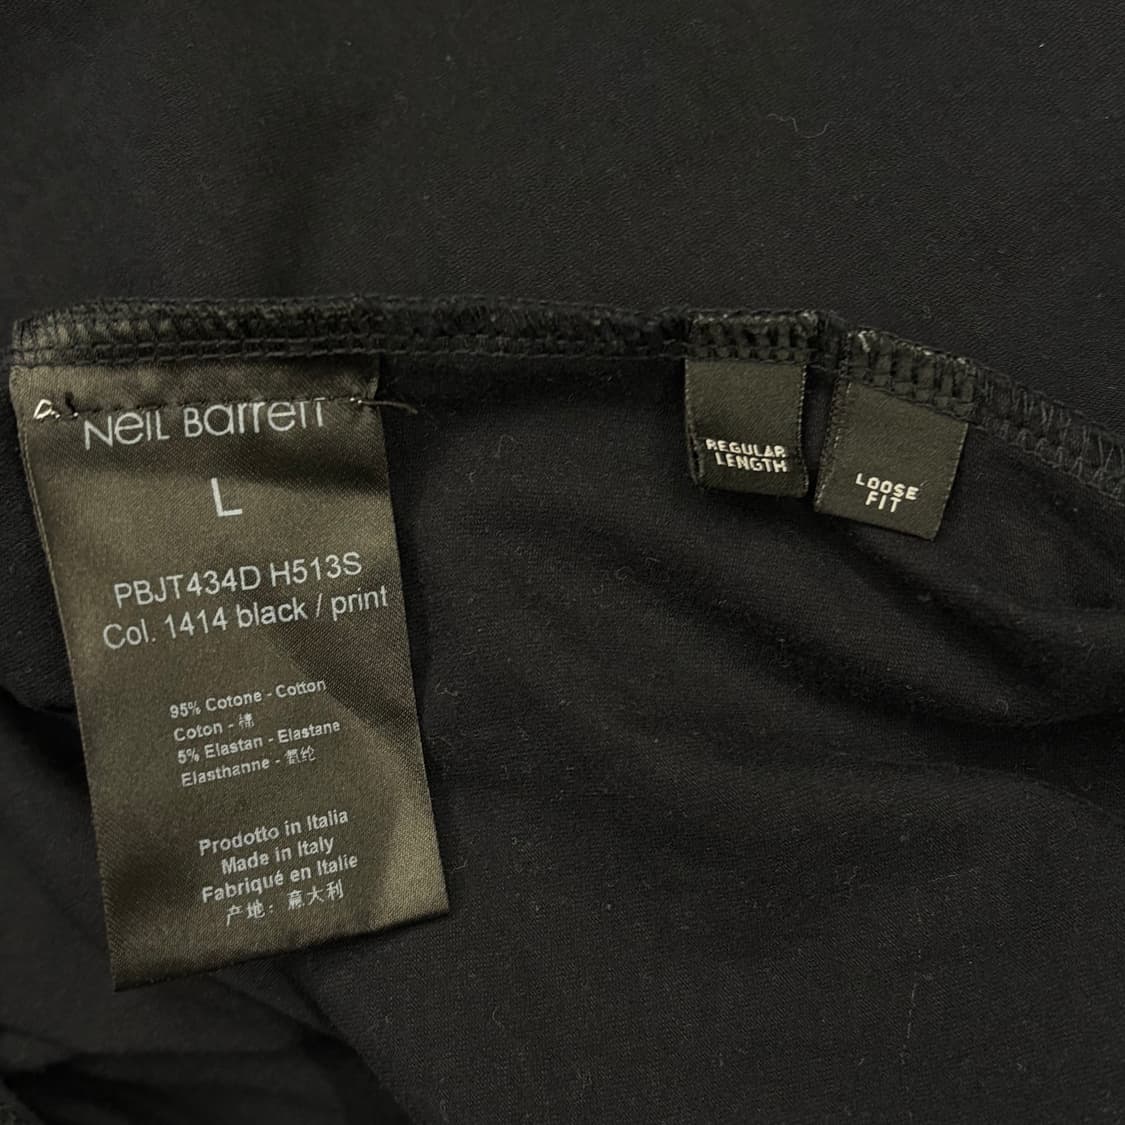 Neil Barrett
L
PBJT434D H513S
Col. 1414 black / print
95% Cotone - Cotton
Coton - 棉
5% Elastan - Elastane
Elasthanne - 氨纶
Prodotto in Italia
Made in Italy
Fabriqué en Italie
产地: 意大利
REGULAR
LENGTH
LOOSE
FIT